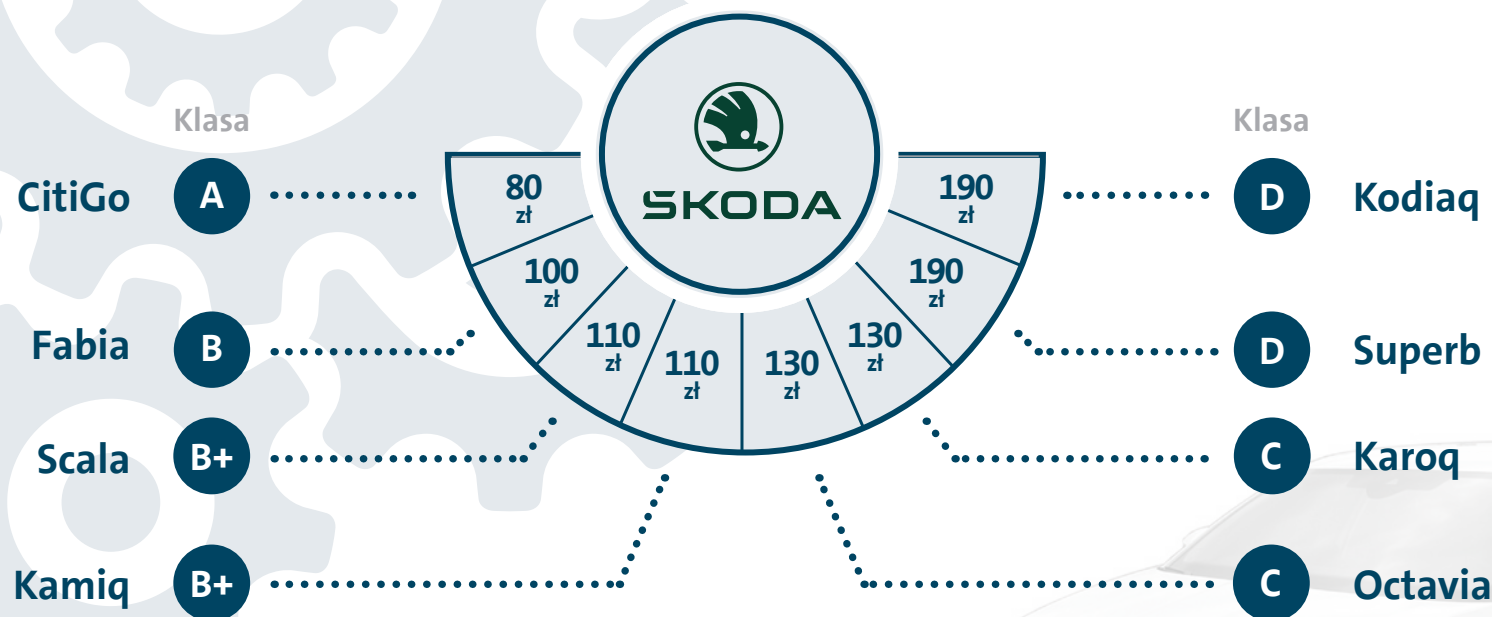 Klasa
Klasa
ŠKODA
CitiGo A 80 zł
190 zł D Kodiaq
Fabia B 100 zł
190 zł D Superb
Scala B+ 110 zł
130 zł C Karoq
Kamiq B+ 110 zł
130 zł C Octavia